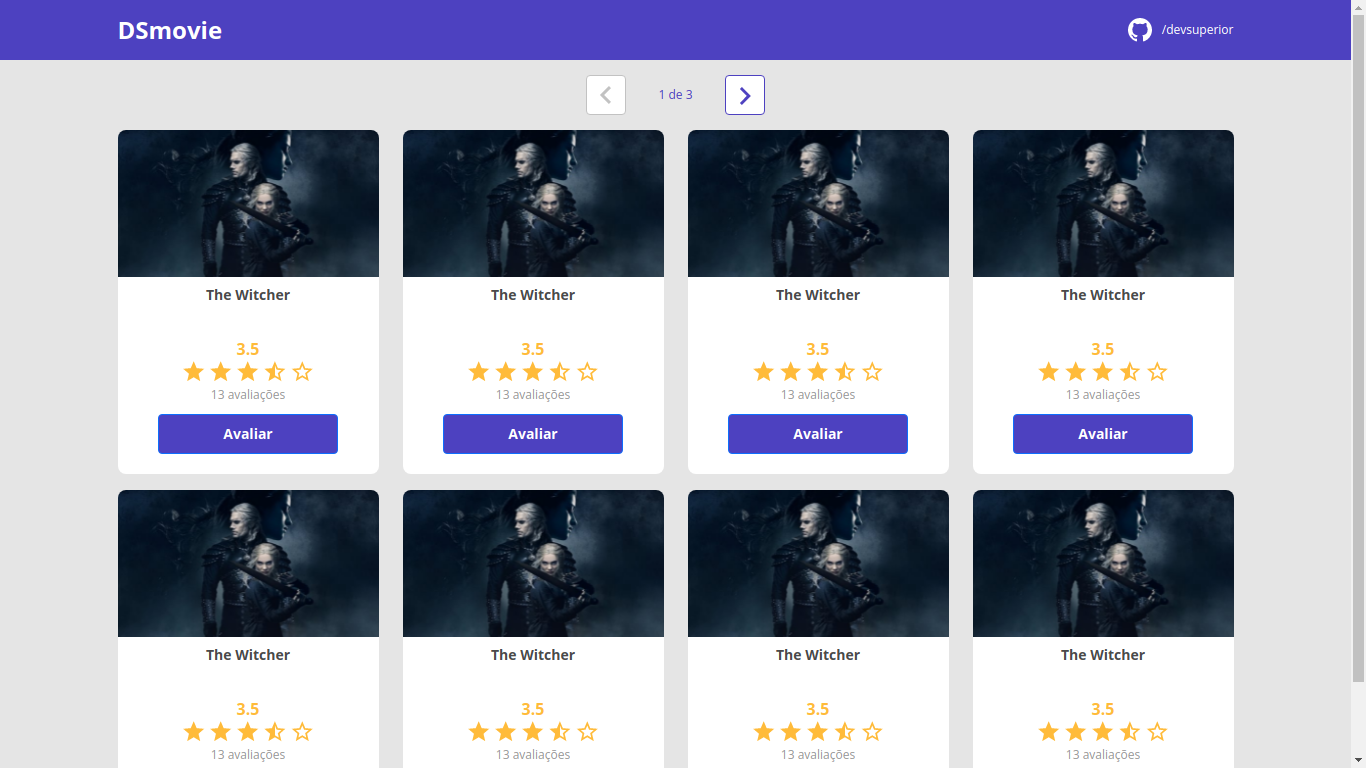 DSmovie
/devsuperior
1 de 3
The Witcher
The Witcher
The Witcher
The Witcher
3.5
3.5
3.5
3.5
13 avaliações
13 avaliações
13 avaliações
13 avaliações
Avaliar
Avaliar
Avaliar
Avaliar
The Witcher
The Witcher
The Witcher
The Witcher
3.5
3.5
3.5
3.5
13 avaliações
13 avaliações
13 avaliações
13 avaliações